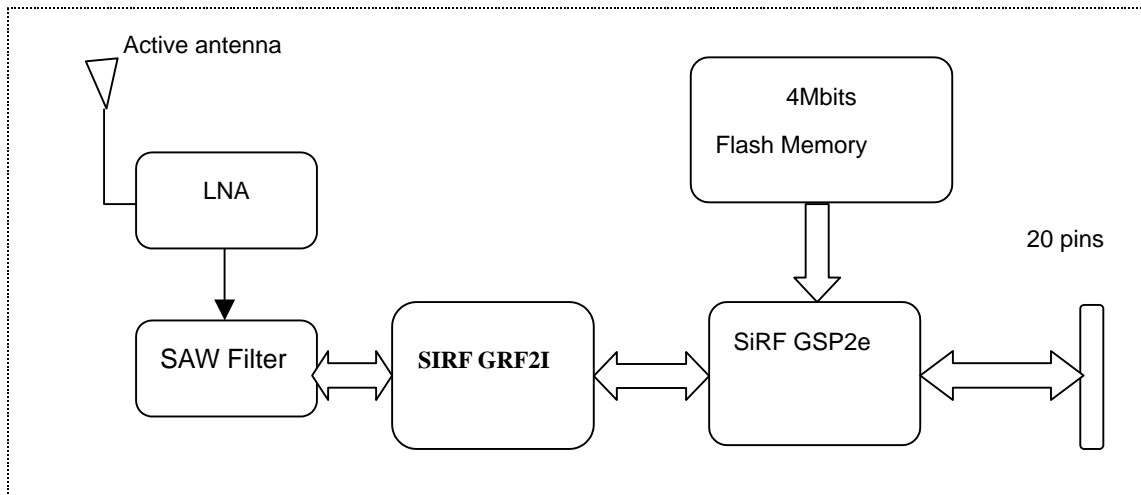 Active antenna
4Mbits
Flash Memory
LNA
20 pins
SAW Filter
SIRF GRF2I
SiRF GSP2e